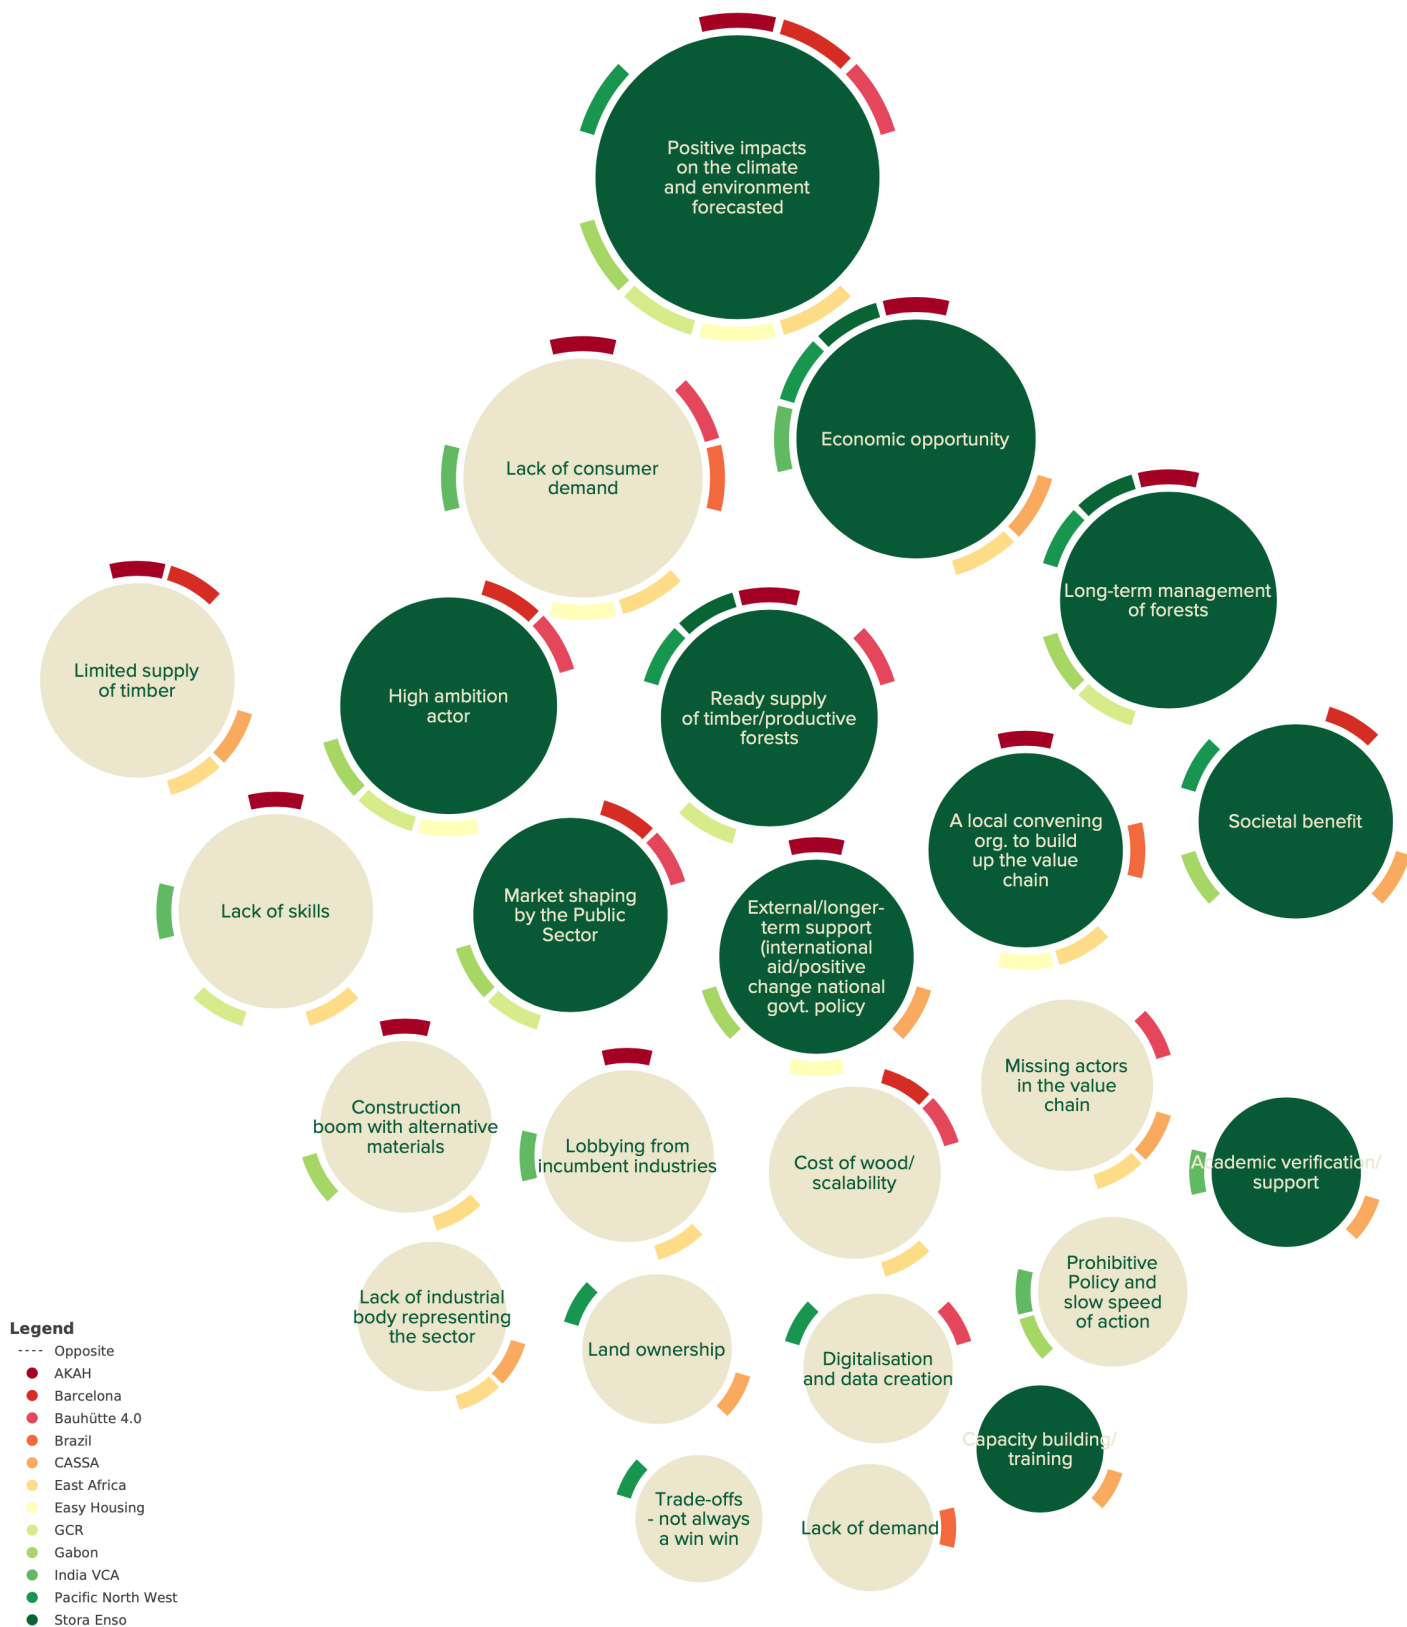 Positive impacts
on the climate
and environment
forecasted
Economic opportunity
Lack of consumer
demand
Long-term management
of forests
Limited supply
of timber
High ambition
actor
Ready supply
of timber/productive
forests
A local convening
org. to build
up the value
chain
Societal benefit
Lack of skills
Market shaping
by the Public
Sector
External/longer-
term support
(international
aid/positive
change national
govt. policy
Missing actors
in the value
chain
Construction
boom with alternative
materials
Lobbying from
incumbent industries
Cost of wood/
scalability
Academic verification/
support
Prohibitive
Policy and
slow speed
of action
Lack of industrial
body representing
the sector
Land ownership
Digitalisation
and data creation
Capacity building/
training
Trade-offs
- not always
a win win
Lack of demand
Legend
Opposite
AKAH
Barcelona
Bauhütte 4.0
Brazil
CASSA
East Africa
Easy Housing
GCR
Gabon
India VCA
Pacific North West
Stora Enso